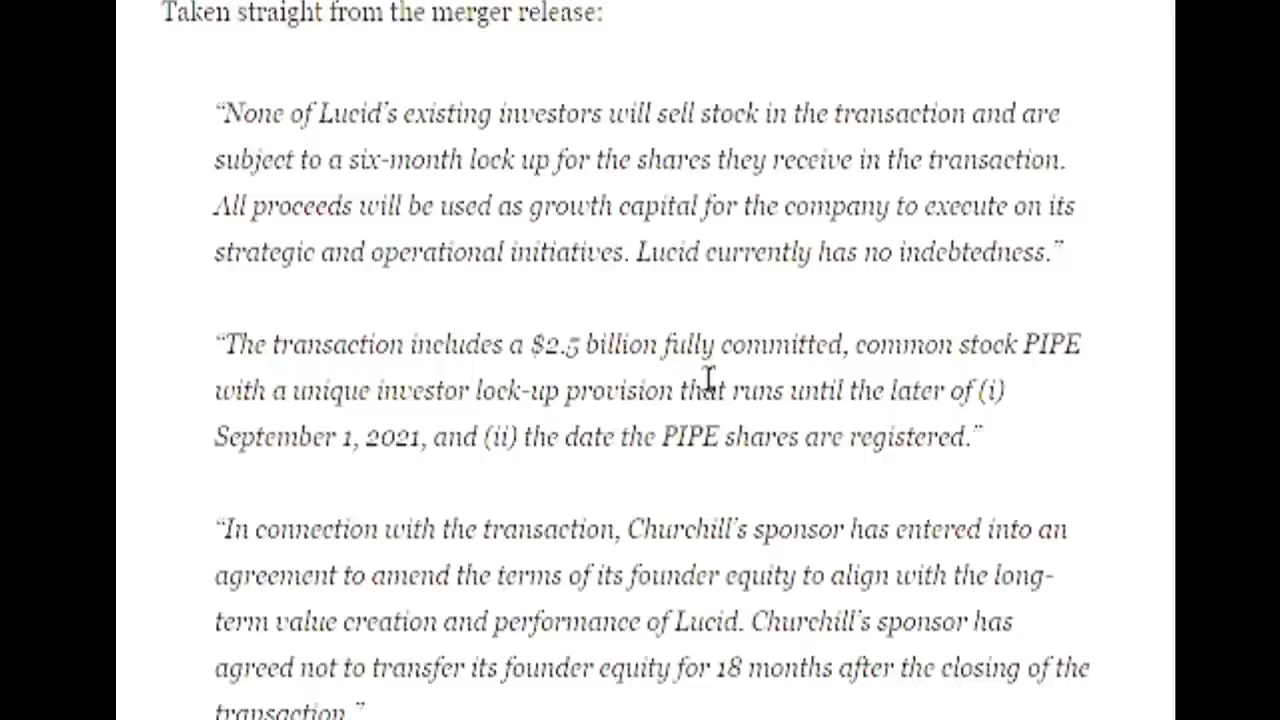 Taken straight from the merger release:
“None of Lucid’s existing investors will sell stock in the transaction and are
subject to a six-month lock up for the shares they receive in the transaction.
All proceeds will be used as growth capital for the company to execute on its
strategic and operational initiatives. Lucid currently has no indebtedness.”
“The transaction includes a $2.5 billion fully committed, common stock PIPE
with a unique investor lock-up provision that runs until the later of (i)
September 1, 2021, and (ii) the date the PIPE shares are registered.”
“In connection with the transaction, Churchill’s sponsor has entered into an
agreement to amend the terms of its founder equity to align with the long-
term value creation and performance of Lucid. Churchill’s sponsor has
agreed not to transfer its founder equity for 18 months after the closing of the
transaction.”